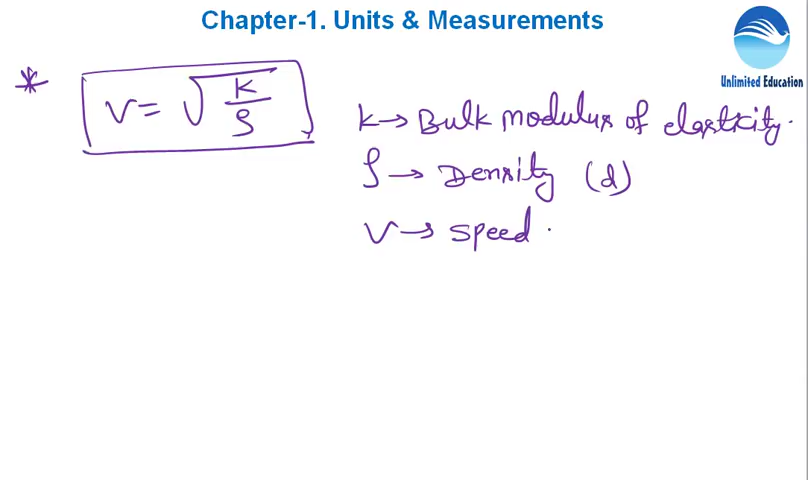 Chapter-1. Units & Measurements
Unlimited Education
* V = √(K/ρ)
K → Bulk modulus of elasticity.
ρ → Density (d)
V → Speed.